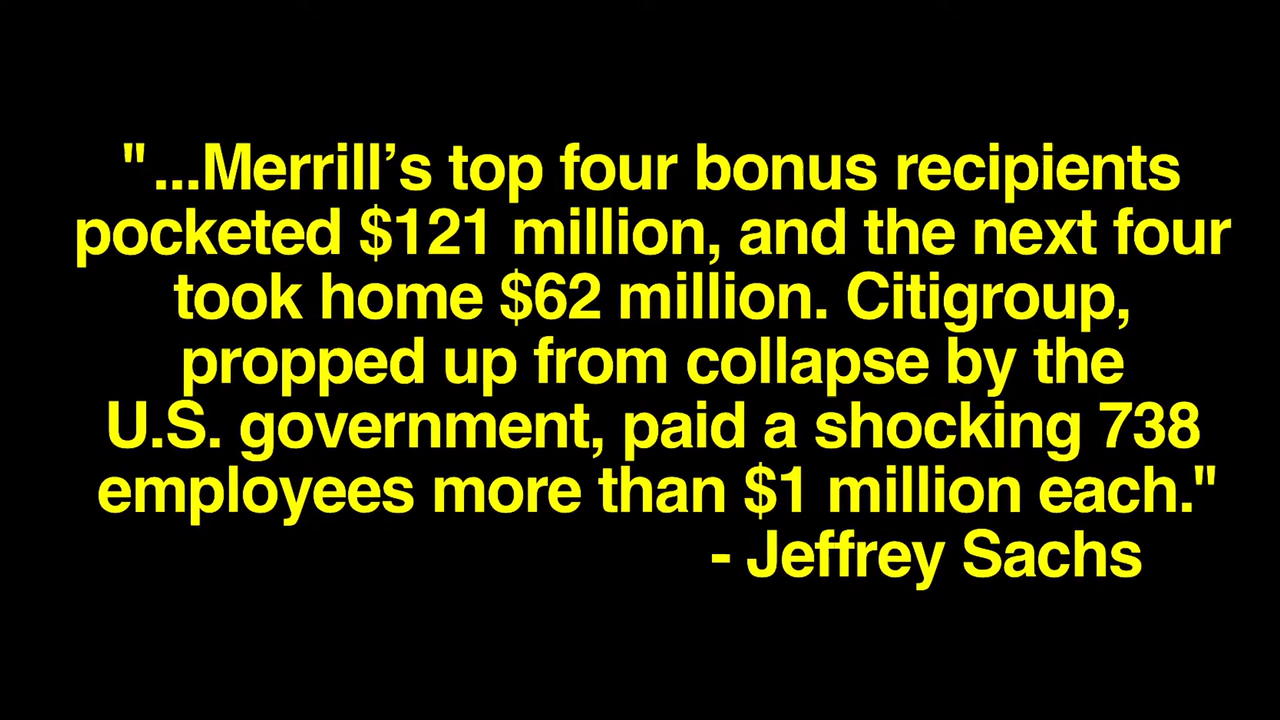 "...Merrill’s top four bonus recipients
pocketed $121 million, and the next four
took home $62 million. Citigroup,
propped up from collapse by the
U.S. government, paid a shocking 738
employees more than $1 million each."
- Jeffrey Sachs